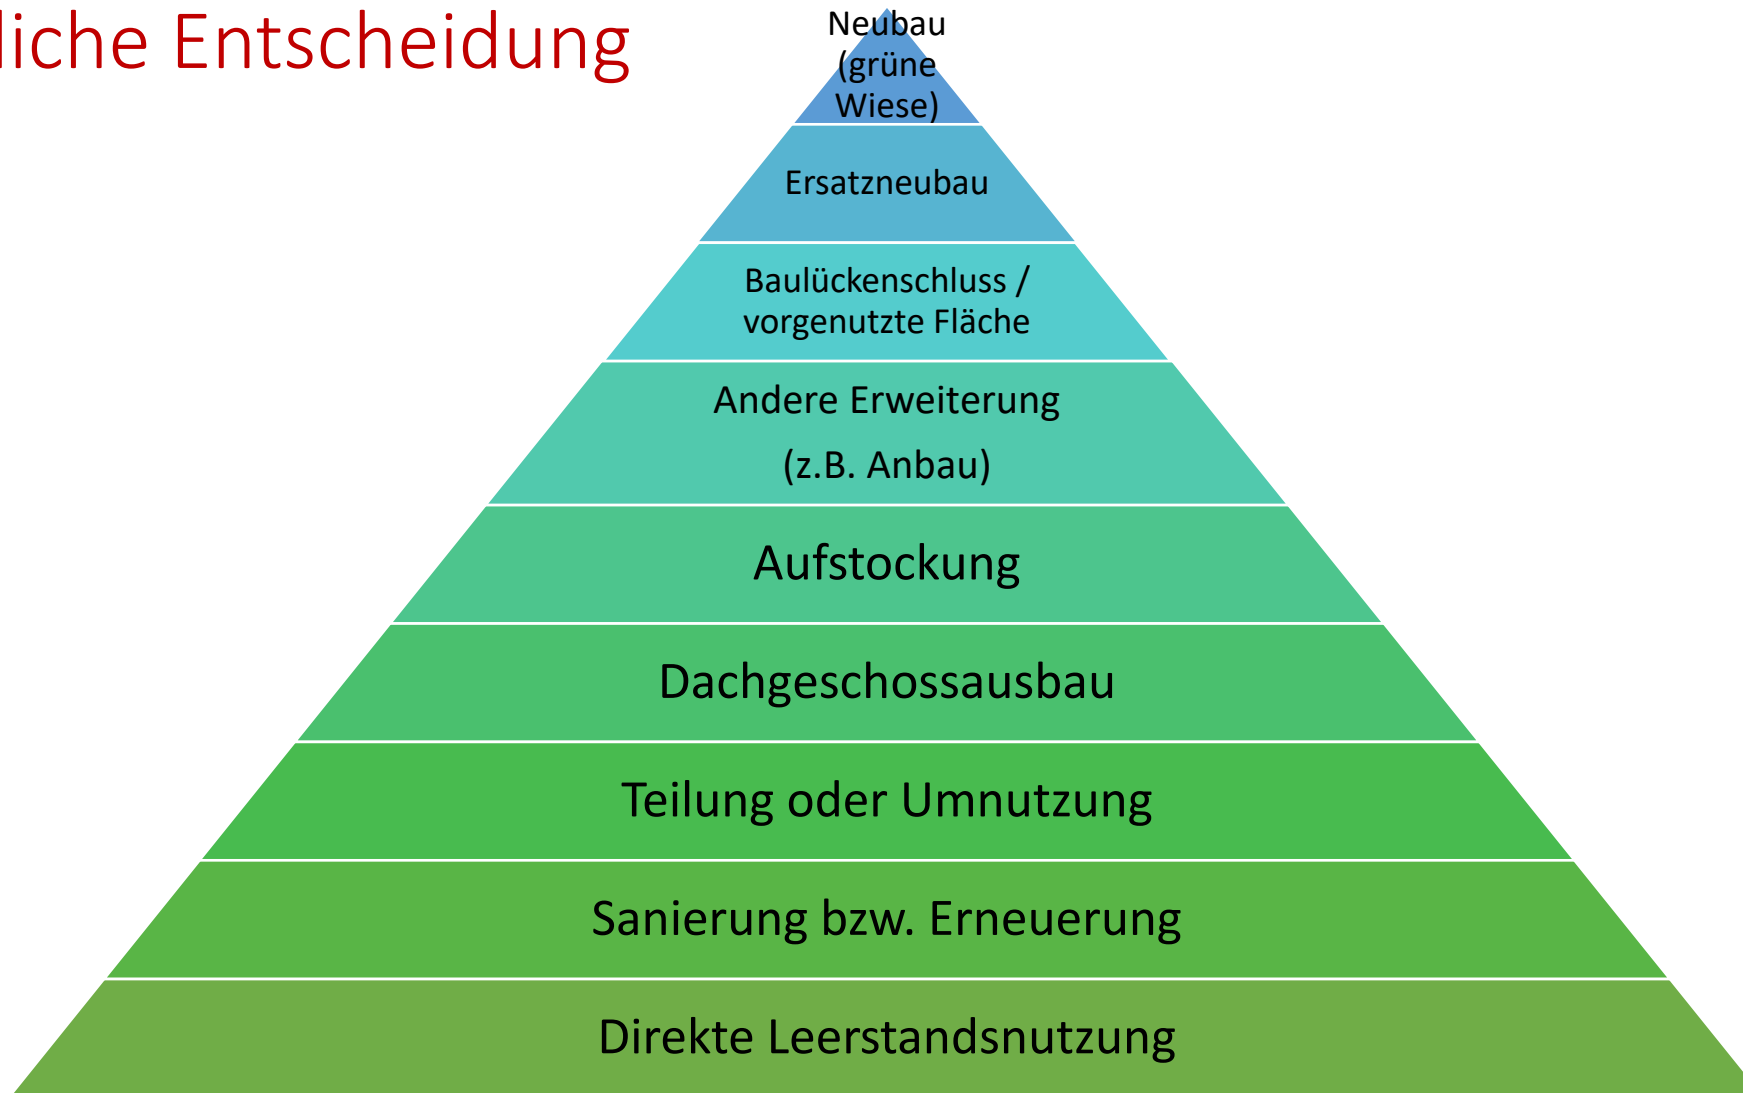 liche Entscheidung
Neubau
(grüne
Wiese)
Ersatzneubau
Baulückenschluss /
vorgenutzte Fläche
Andere Erweiterung
(z.B. Anbau)
Aufstockung
Dachgeschossausbau
Teilung oder Umnutzung
Sanierung bzw. Erneuerung
Direkte Leerstandsnutzung